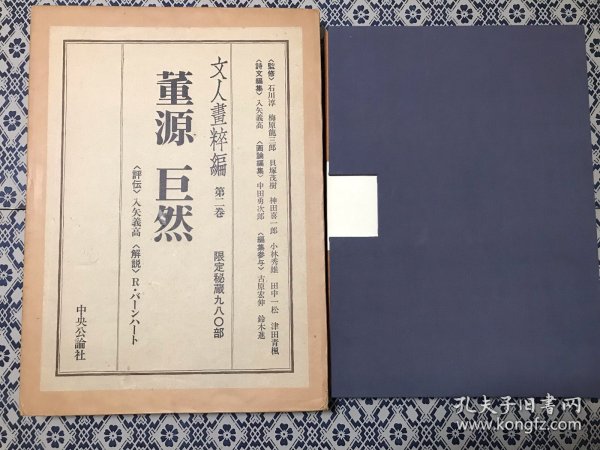 〈監修〉石川淳　梅原龍三郎　貝塚茂樹　神田喜一郎　小林秀雄　田中一松　津田青楓
〈詩文編集〉入矢義高　〈画論編集〉中田勇次郎　〈編集参与〉古原宏伸　鈴木進
文人畫粋編　第二巻　限定秘蔵九八〇部
董源　巨然
〈評伝〉入矢義高　〈解説〉R・バーンハート
中央公論社
孔夫子旧書网
www.kongfz.com